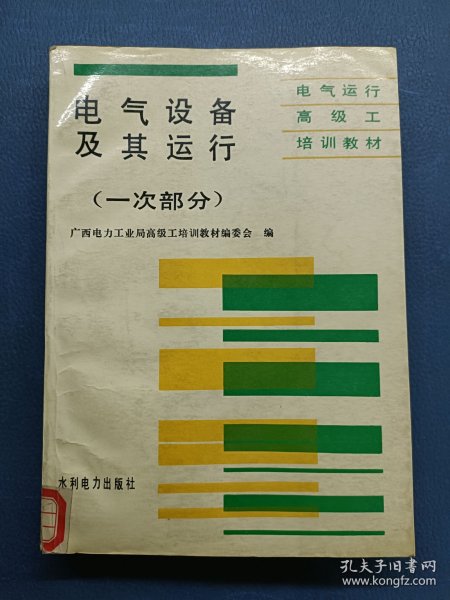 电气设备
及其运行
（一次部分）
电气运行
高级工
培训教材
广西电力工业局高级工培训教材编委会 编
水利电力出版社
孔夫子旧书网
www.kongfz.com